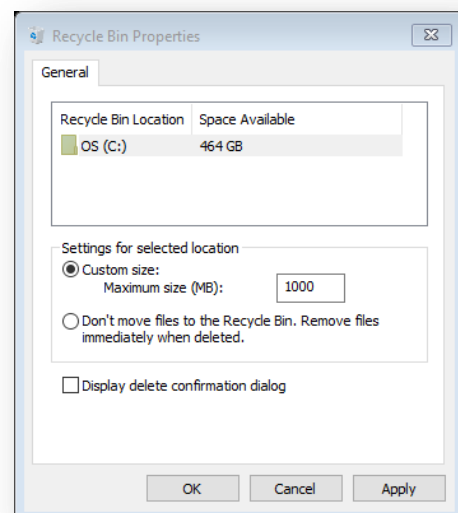 Recycle Bin Properties
General
Recycle Bin Location Space Available
OS (C:) 464 GB
Settings for selected location
Custom size:
Maximum size (MB): 1000
Don't move files to the Recycle Bin. Remove files
immediately when deleted.
Display delete confirmation dialog
OK Cancel Apply